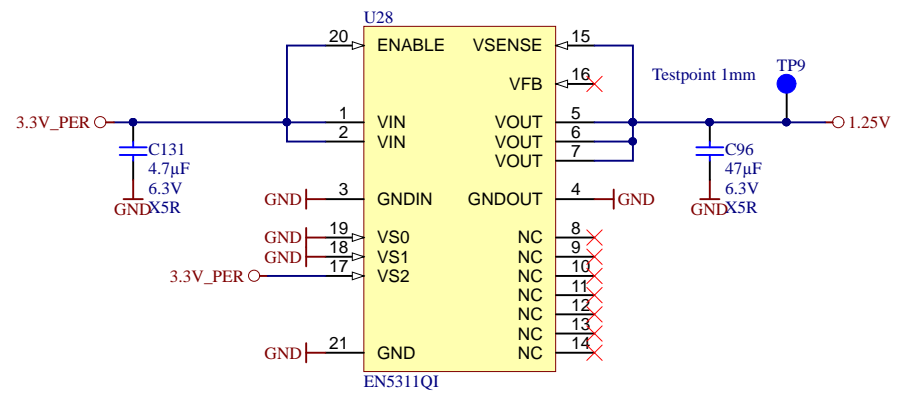 U28
20 ENABLE VSENSE 15
VFB 16
Testpoint 1mm TP9
3.3V_PER 1 VIN VOUT 5 1.25V
2 VIN VOUT 6
VOUT 7
C131
4.7µF
6.3V
X5R
GND
C96
47µF
6.3V
X5R
GND
GND 3 GNDIN GNDOUT 4 GND
GND 19 VS0 NC 8
GND 18 VS1 NC 9
3.3V_PER 17 VS2 NC 10
NC 11
NC 12
NC 13
GND 21 GND NC 14
EN5311QI